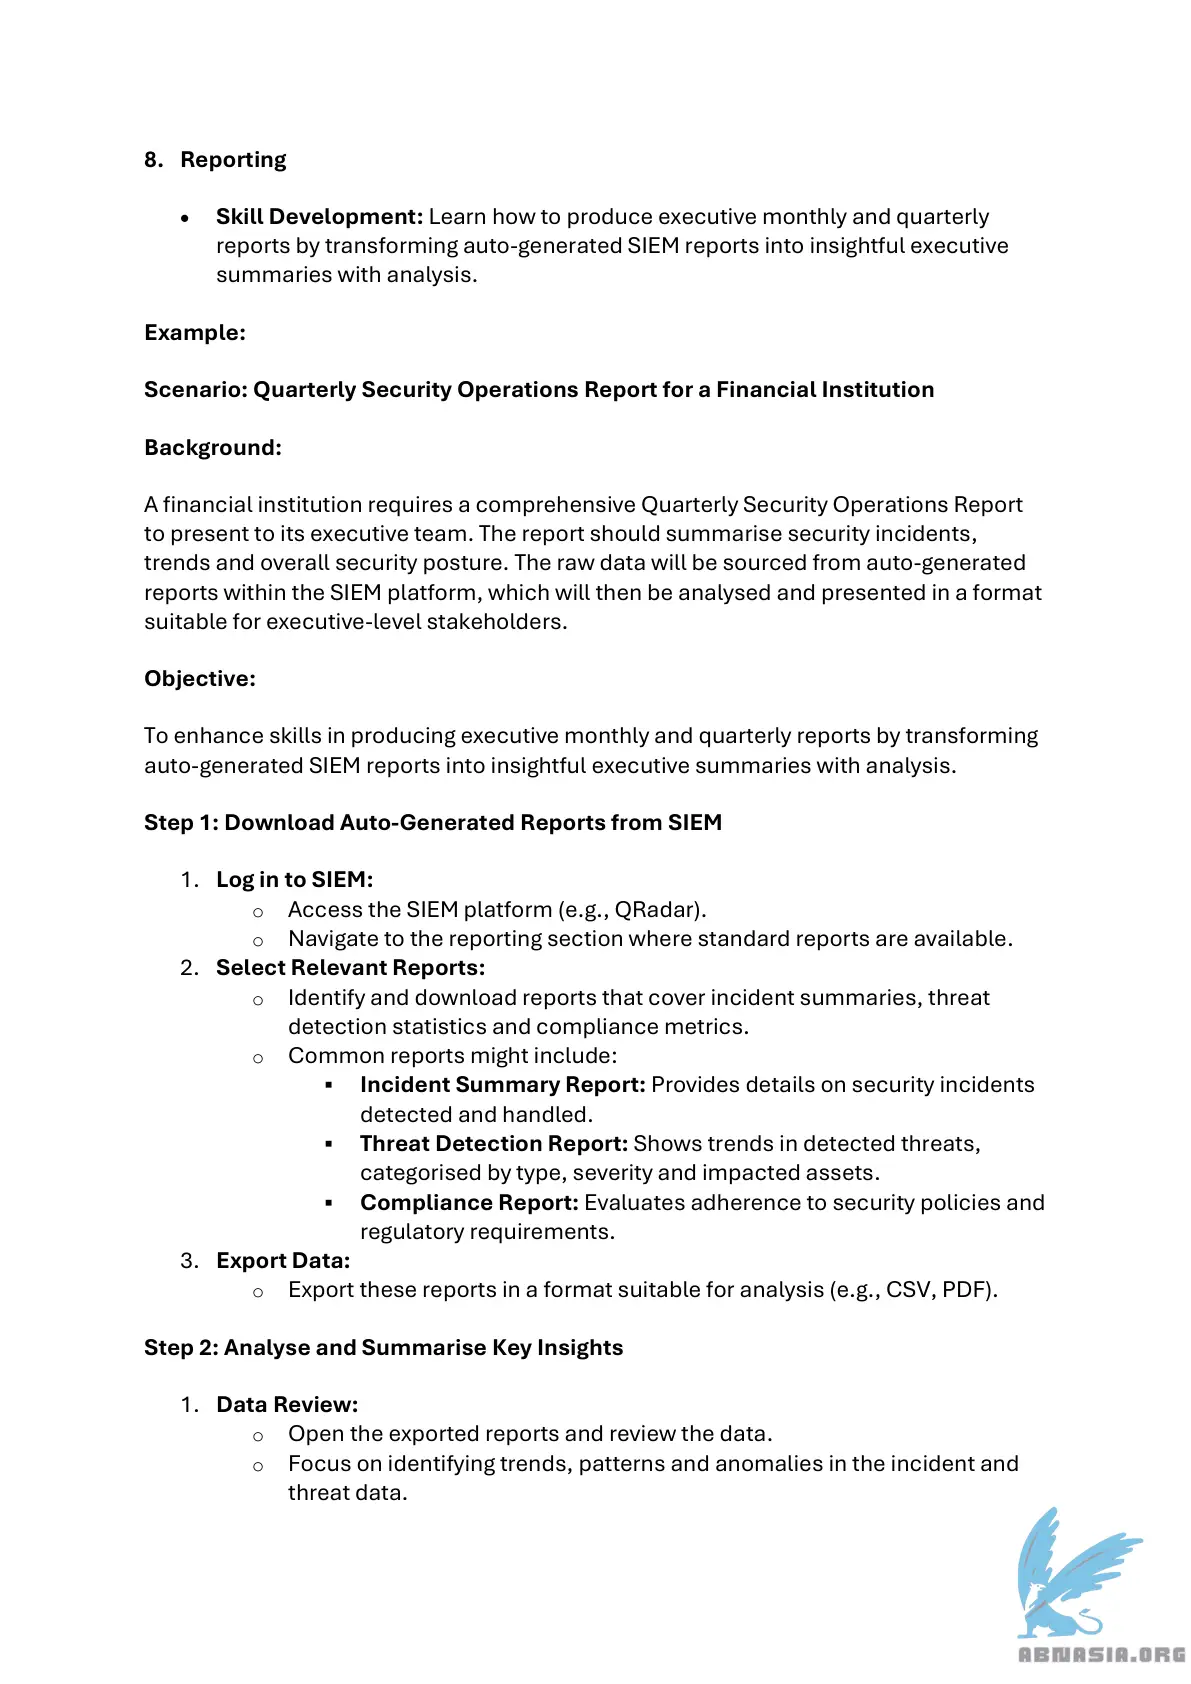 8. Reporting
• Skill Development: Learn how to produce executive monthly and quarterly
reports by transforming auto-generated SIEM reports into insightful executive
summaries with analysis.
Example:
Scenario: Quarterly Security Operations Report for a Financial Institution
Background:
A financial institution requires a comprehensive Quarterly Security Operations Report
to present to its executive team. The report should summarise security incidents,
trends and overall security posture. The raw data will be sourced from auto-generated
reports within the SIEM platform, which will then be analysed and presented in a format
suitable for executive-level stakeholders.
Objective:
To enhance skills in producing executive monthly and quarterly reports by transforming
auto-generated SIEM reports into insightful executive summaries with analysis.
Step 1: Download Auto-Generated Reports from SIEM
1. Log in to SIEM:
o Access the SIEM platform (e.g., QRadar).
o Navigate to the reporting section where standard reports are available.
2. Select Relevant Reports:
o Identify and download reports that cover incident summaries, threat
detection statistics and compliance metrics.
o Common reports might include:
▪ Incident Summary Report: Provides details on security incidents
detected and handled.
▪ Threat Detection Report: Shows trends in detected threats,
categorised by type, severity and impacted assets.
▪ Compliance Report: Evaluates adherence to security policies and
regulatory requirements.
3. Export Data:
o Export these reports in a format suitable for analysis (e.g., CSV, PDF).
Step 2: Analyse and Summarise Key Insights
1. Data Review:
o Open the exported reports and review the data.
o Focus on identifying trends, patterns and anomalies in the incident and
threat data.
ABNASIA.ORG